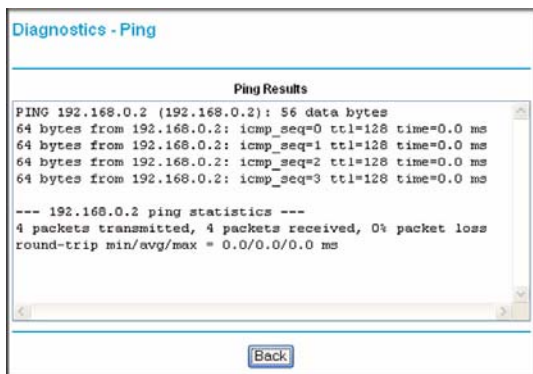 Diagnostics - Ping
Ping Results
PING 192.168.0.2 (192.168.0.2): 56 data bytes
64 bytes from 192.168.0.2: icmp_seq=0 ttl=128 time=0.0 ms
64 bytes from 192.168.0.2: icmp_seq=1 ttl=128 time=0.0 ms
64 bytes from 192.168.0.2: icmp_seq=2 ttl=128 time=0.0 ms
64 bytes from 192.168.0.2: icmp_seq=3 ttl=128 time=0.0 ms
--- 192.168.0.2 ping statistics ---
4 packets transmitted, 4 packets received, 0% packet loss
round-trip min/avg/max = 0.0/0.0/0.0 ms
Back